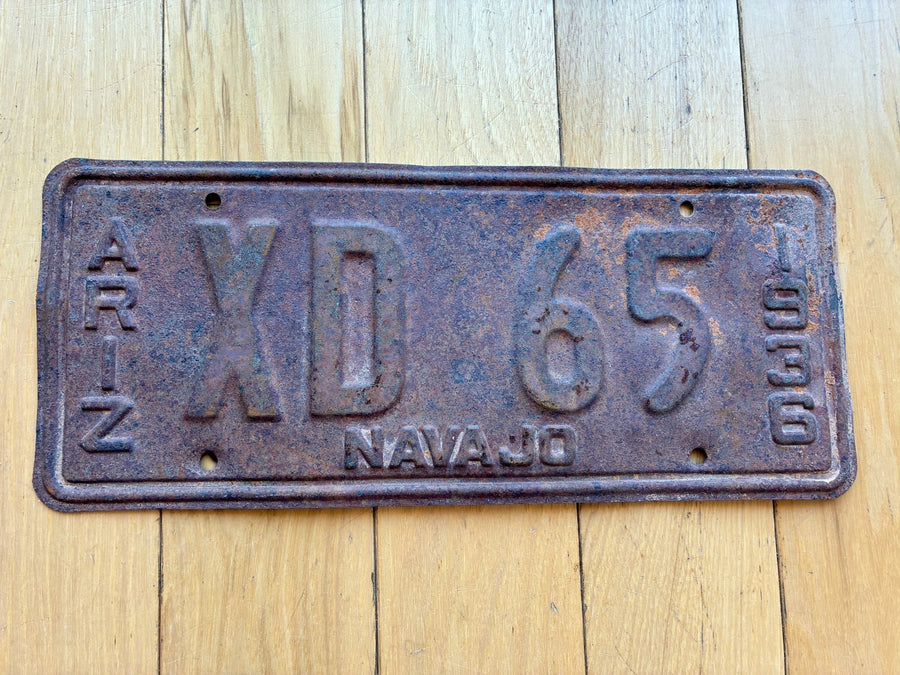 ARIZ
XD 65
1936
NAVAJO